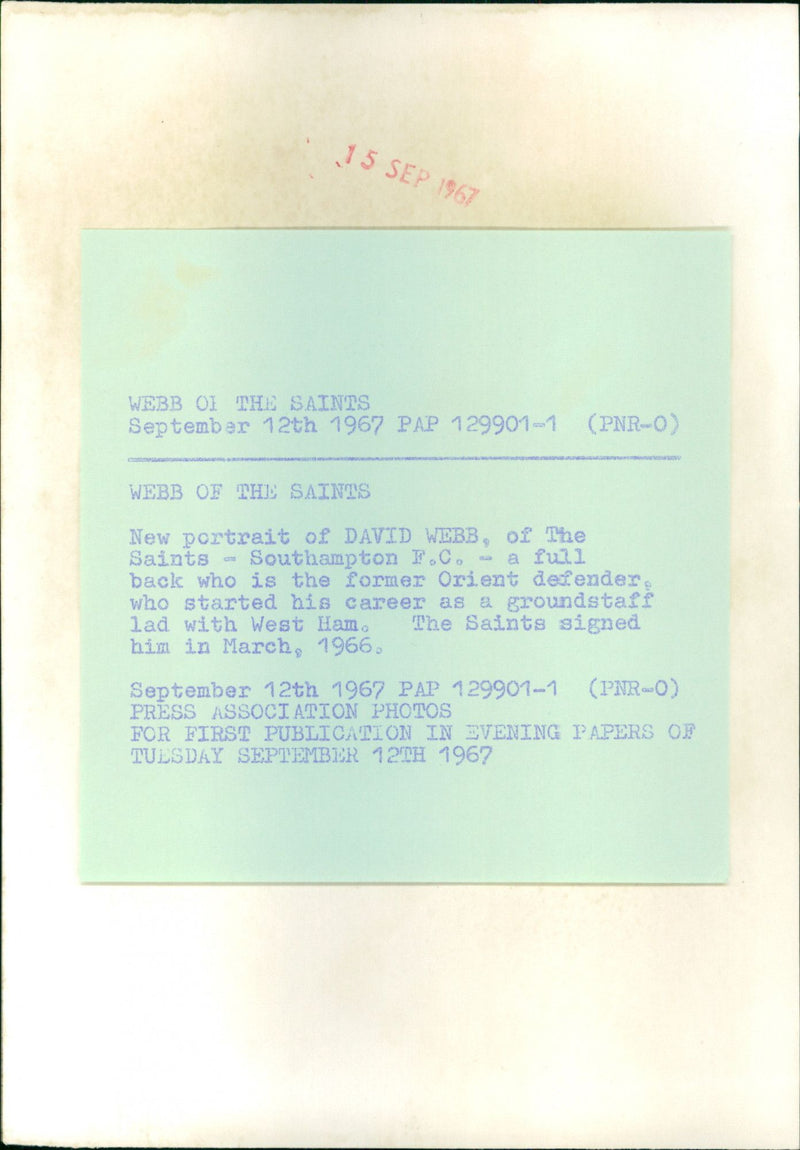 15 SEP 1967
WEBB OF THE SAINTS
September 12th 1967 PAP 129901-1 (PNR-O)
WEBB OF THE SAINTS
New portrait of DAVID WEBB, of The
Saints - Southampton F.C. - a full
back who is the former Orient defender,
who started his career as a groundstaff
lad with West Ham. The Saints signed
him in March, 1966.
September 12th 1967 PAP 129901-1 (PNR-O)
PRESS ASSOCIATION PHOTOS
FOR FIRST PUBLICATION IN EVENING PAPERS OF
TUESDAY SEPTEMBER 12TH 1967